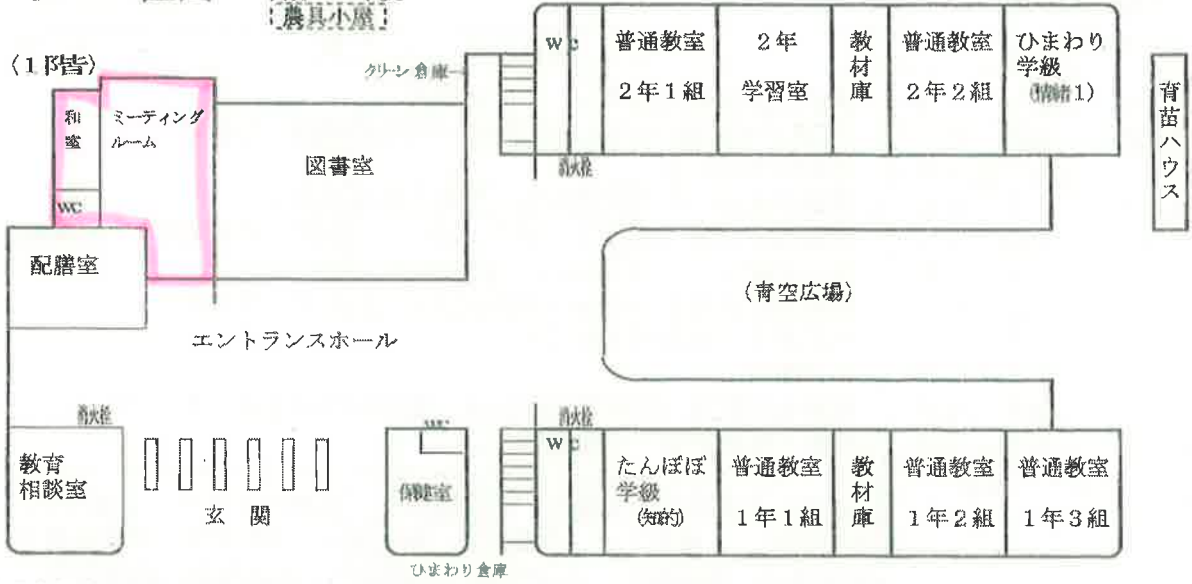 農具小屋
〈1階〉
クリーン倉庫
和室
ミーティング
ルーム
WC
図書室
WC
普通教室
2年1組
2年
学習室
教材庫
普通教室
2年2組
ひまわり
学級
(情緒1)
育苗ハウス
消火栓
配膳室
エントランスホール
(青空広場)
消火栓
教育
相談室
玄関
WC
保健室
ひまわり倉庫
消火栓
WC
たんぽぽ
学級
(知的)
普通教室
1年1組
教材庫
普通教室
1年2組
普通教室
1年3組